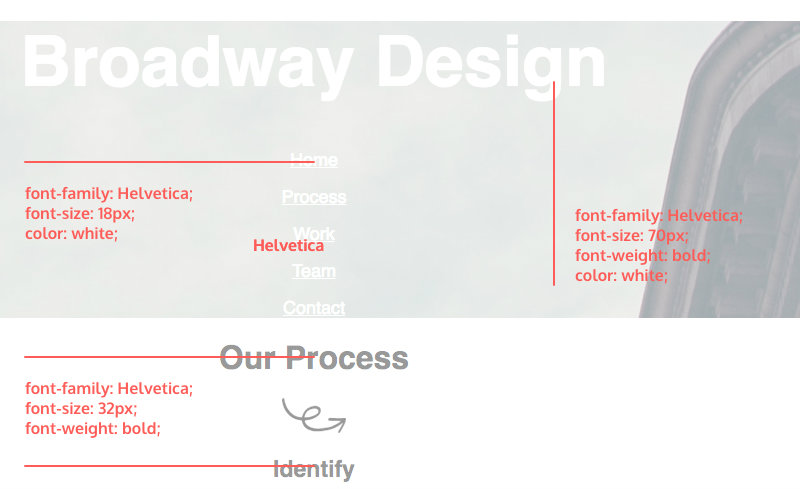 Broadway Design
Home
font-family: Helvetica;
font-size: 18px;
color: white;
Process
Work
Helvetica
Team
Contact
font-family: Helvetica;
font-size: 70px;
font-weight: bold;
color: white;
Our Process
font-family: Helvetica;
font-size: 32px;
font-weight: bold;
Identify